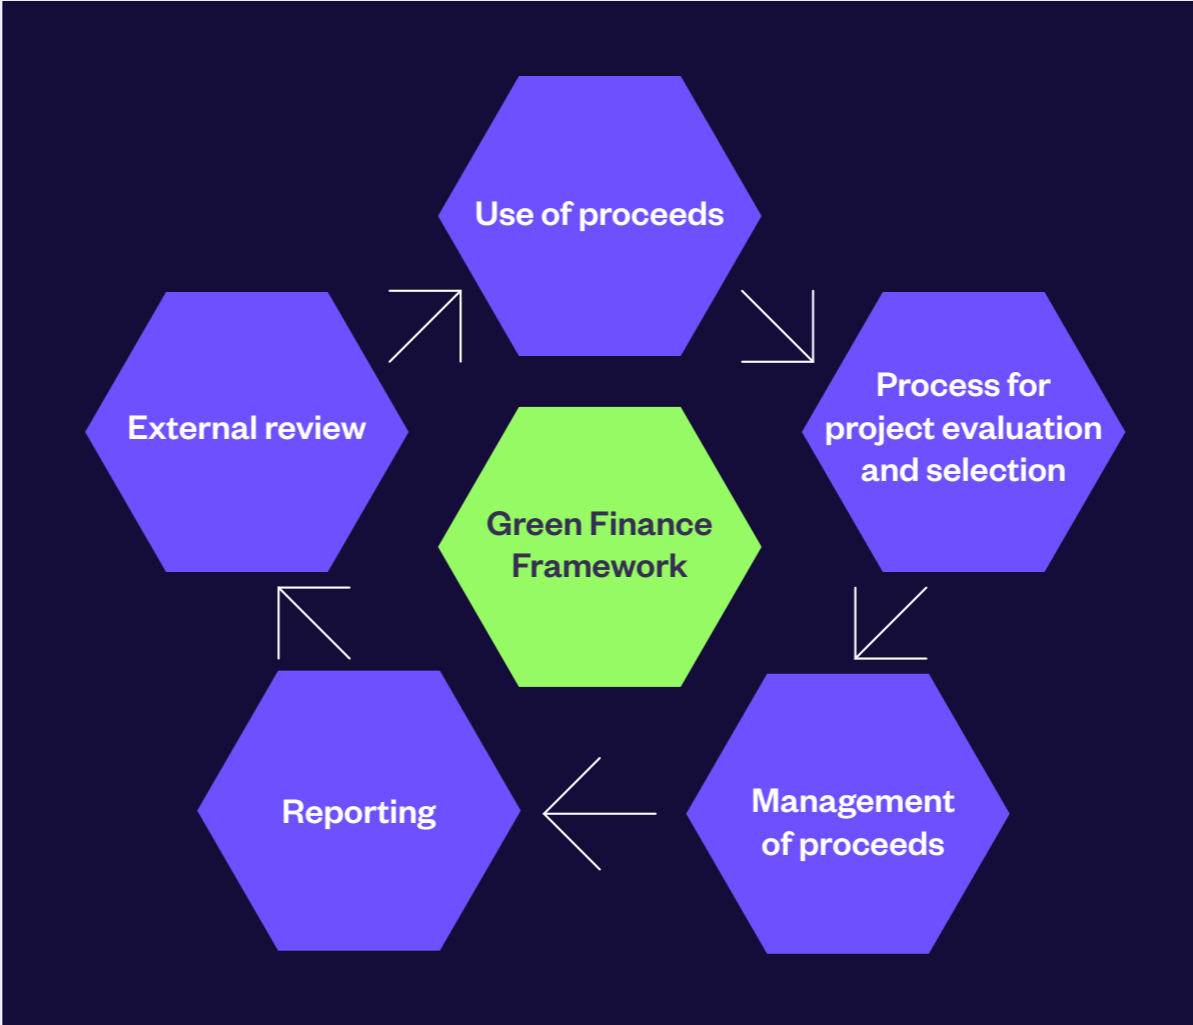 Use of proceeds
Process for
project evaluation
and selection
External review
Green Finance
Framework
Management
of proceeds
Reporting